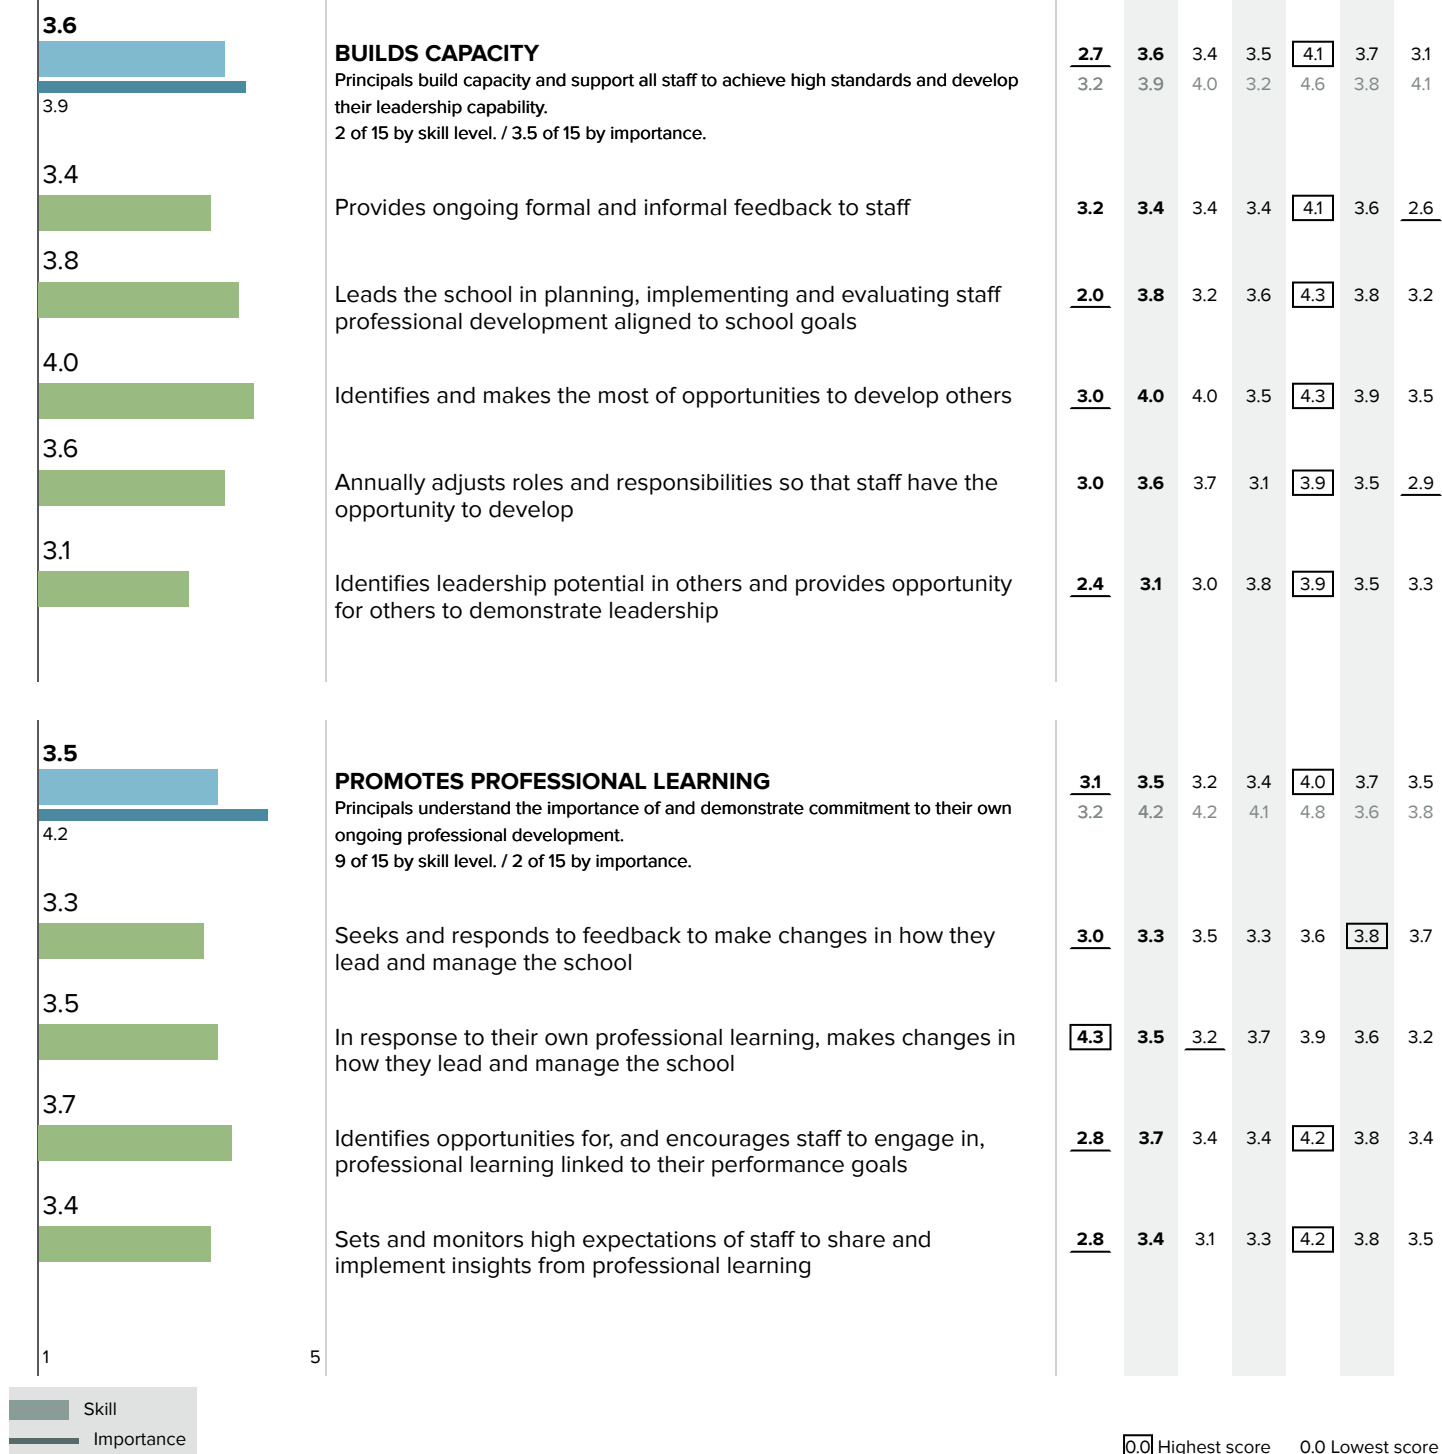 3.6
BUILDS CAPACITY 2.7 3.6 3.4 3.5 4.1 3.7 3.1
Principals build capacity and support all staff to achieve high standards and develop 3.2 3.9 4.0 3.2 4.6 3.8 4.1
3.9 their leadership capability.
2 of 15 by skill level. / 3.5 of 15 by importance.
3.4
Provides ongoing formal and informal feedback to staff 3.2 3.4 3.4 3.4 4.1 3.6 2.6
3.8
Leads the school in planning, implementing and evaluating staff 2.0 3.8 3.2 3.6 4.3 3.8 3.2
professional development aligned to school goals
4.0
Identifies and makes the most of opportunities to develop others 3.0 4.0 4.0 3.5 4.3 3.9 3.5
3.6
Annually adjusts roles and responsibilities so that staff have the 3.0 3.6 3.7 3.1 3.9 3.5 2.9
opportunity to develop
3.1
Identifies leadership potential in others and provides opportunity 2.4 3.1 3.0 3.8 3.9 3.5 3.3
for others to demonstrate leadership
3.5
PROMOTES PROFESSIONAL LEARNING 3.1 3.5 3.2 3.4 4.0 3.7 3.5
Principals understand the importance of and demonstrate commitment to their own 3.2 4.2 4.2 4.1 4.8 3.6 3.8
4.2 ongoing professional development.
9 of 15 by skill level. / 2 of 15 by importance.
3.3
Seeks and responds to feedback to make changes in how they 3.0 3.3 3.5 3.3 3.6 3.8 3.7
lead and manage the school
3.5
In response to their own professional learning, makes changes in 4.3 3.5 3.2 3.7 3.9 3.6 3.2
how they lead and manage the school
3.7
Identifies opportunities for, and encourages staff to engage in, 2.8 3.7 3.4 3.4 4.2 3.8 3.4
professional learning linked to their performance goals
3.4
Sets and monitors high expectations of staff to share and 2.8 3.4 3.1 3.3 4.2 3.8 3.5
implement insights from professional learning
1 5
Skill
Importance
0.0 Highest score 0.0 Lowest score